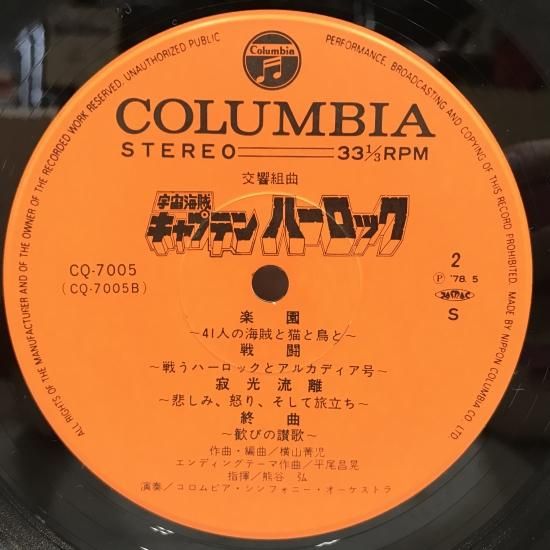 ALL RIGHTS OF THE MANUFACTURER AND OF THE OWNER OF THE RECORDED WORK RESERVED. UNAUTHORIZED PUBLIC PERFORMANCE, BROADCASTING AND COPYING OF THIS RECORD PROHIBITED. MADE BY NIPPON COLUMBIA CO., LTD.
Columbia
COLUMBIA
STEREO 33 1/3 RPM
交響組曲
宇宙海賊
キャプテンハーロック
CQ-7005
(CQ-7005B)
2
Ⓟ '78. 5
S
楽園
~41人の海賊と猫と鳥と~
戦闘
~戦うハーロックとアルカディア号~
寂光流離
~悲しみ、怒り、そして旅立ち~
終曲
~歓びの讃歌~
作曲・編曲/横山菁児
エンディングテーマ作曲/平尾昌晃
指揮/熊谷 弘
演奏/コロムビア・シンフォニー・オーケストラ